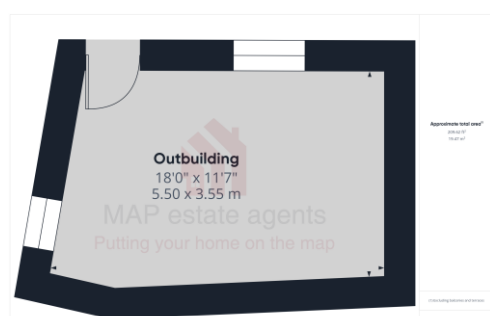 Outbuilding
18'0" x 11'7"
5.50 x 3.55 m
MAP estate agents
Putting your home on the map
Approximate total area⁽¹⁾